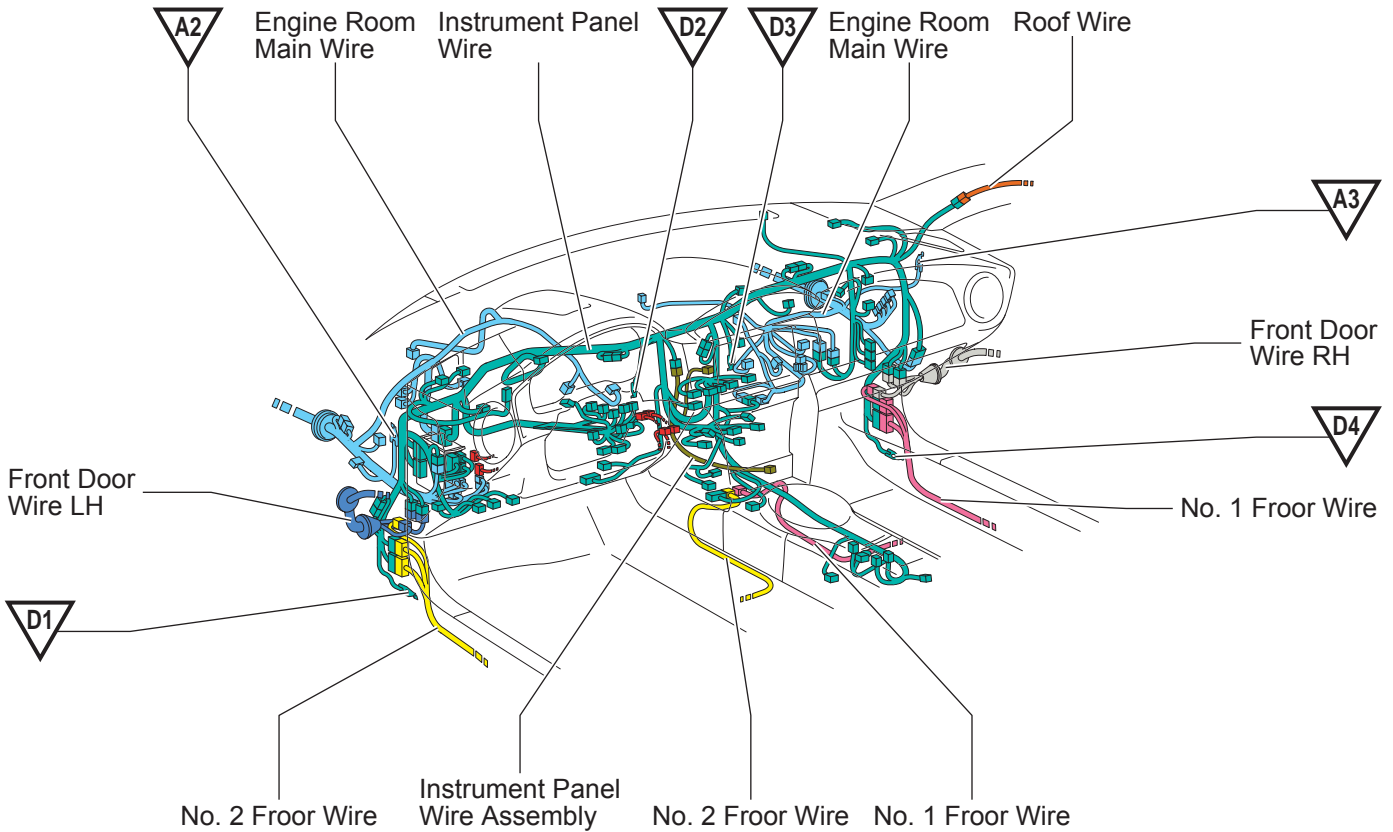 A2
Engine Room
Main Wire
Instrument Panel
Wire
D2
D3
Engine Room
Main Wire
Roof Wire
A3
Front Door
Wire RH
D4
No. 1 Froor Wire
Front Door
Wire LH
D1
No. 2 Froor Wire
Instrument Panel
Wire Assembly
No. 2 Froor Wire
No. 1 Froor Wire